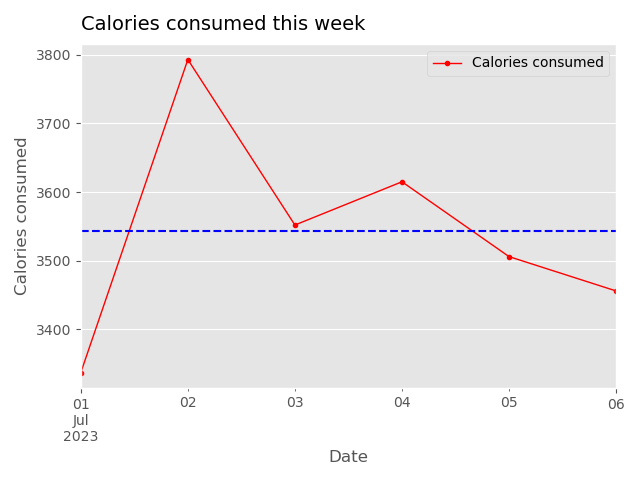 Calories consumed this week
Calories consumed
3800
3700
3600
3500
3400
Calories consumed
01
Jul
2023
02
03
04
05
06
Date